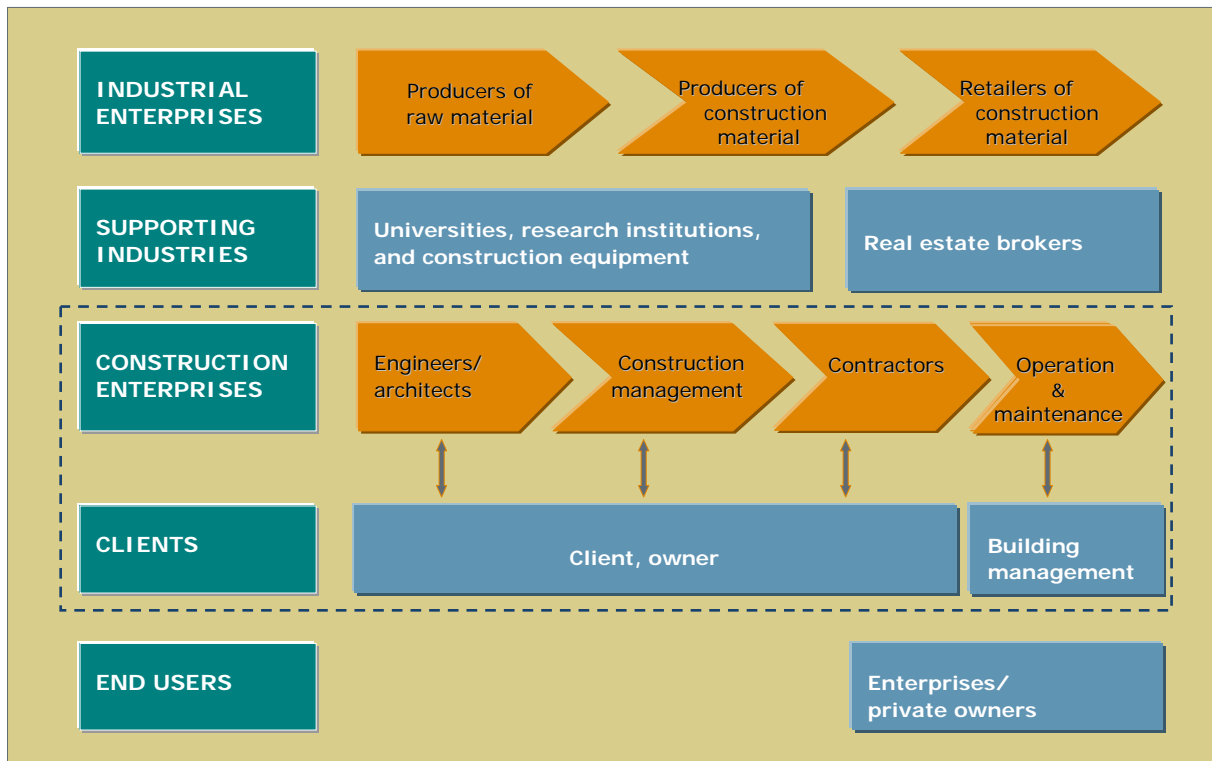 INDUSTRIAL
ENTERPRISES
Producers of
raw material
Producers of
construction
material
Retailers of
construction
material
SUPPORTING
INDUSTRIES
Universities, research institutions,
and construction equipment
Real estate brokers
CONSTRUCTION
ENTERPRISES
Engineers/
architects
Construction
management
Contractors
Operation
&
maintenance
CLIENTS
Client, owner
Building
management
END USERS
Enterprises/
private owners